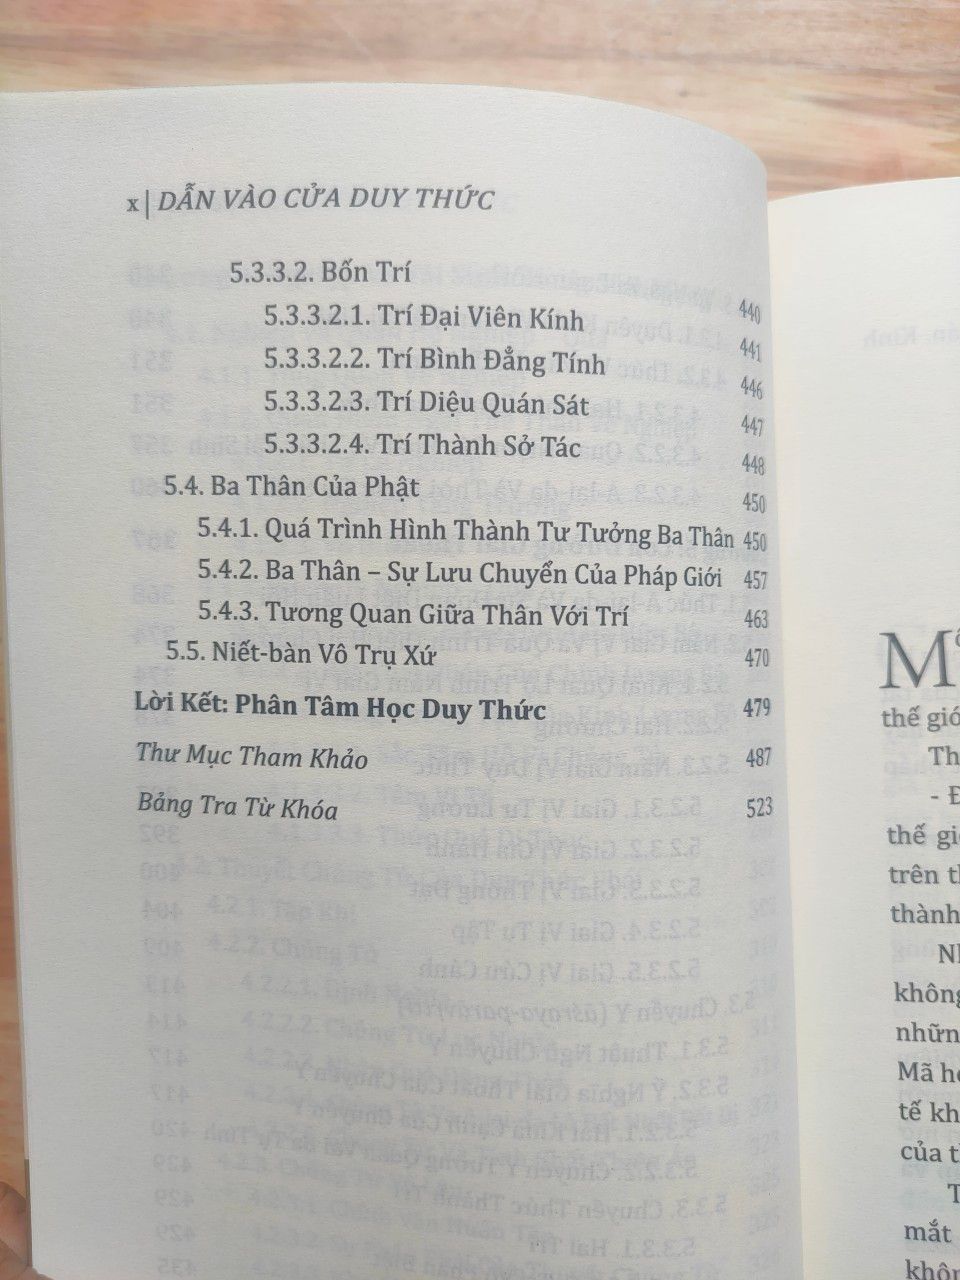 x| DẪN VÀO CỬA DUY THỨC
5.3.3.2. Bốn Trí 440
5.3.3.2.1. Trí Đại Viên Kính 441
5.3.3.2.2. Trí Bình Đẳng Tính 446
5.3.3.2.3. Trí Diệu Quán Sát 447
5.3.3.2.4. Trí Thành Sở Tác 448
5.4. Ba Thân Của Phật 450
5.4.1. Quá Trình Hình Thành Tư Tưởng Ba Thân 450
5.4.2. Ba Thân – Sự Lưu Chuyển Của Pháp Giới 457
5.4.3. Tương Quan Giữa Thân Với Trí 463
5.5. Niết-bàn Vô Trụ Xứ 470
Lời Kết: Phân Tâm Học Duy Thức 479
Thư Mục Tham Khảo 487
Bảng Tra Từ Khóa 523
thế giớ
Th
- Đ
thế giớ
trên th
thành
Nh
không
những
Mã họ
tế kh
của th
T
mắt
khôn